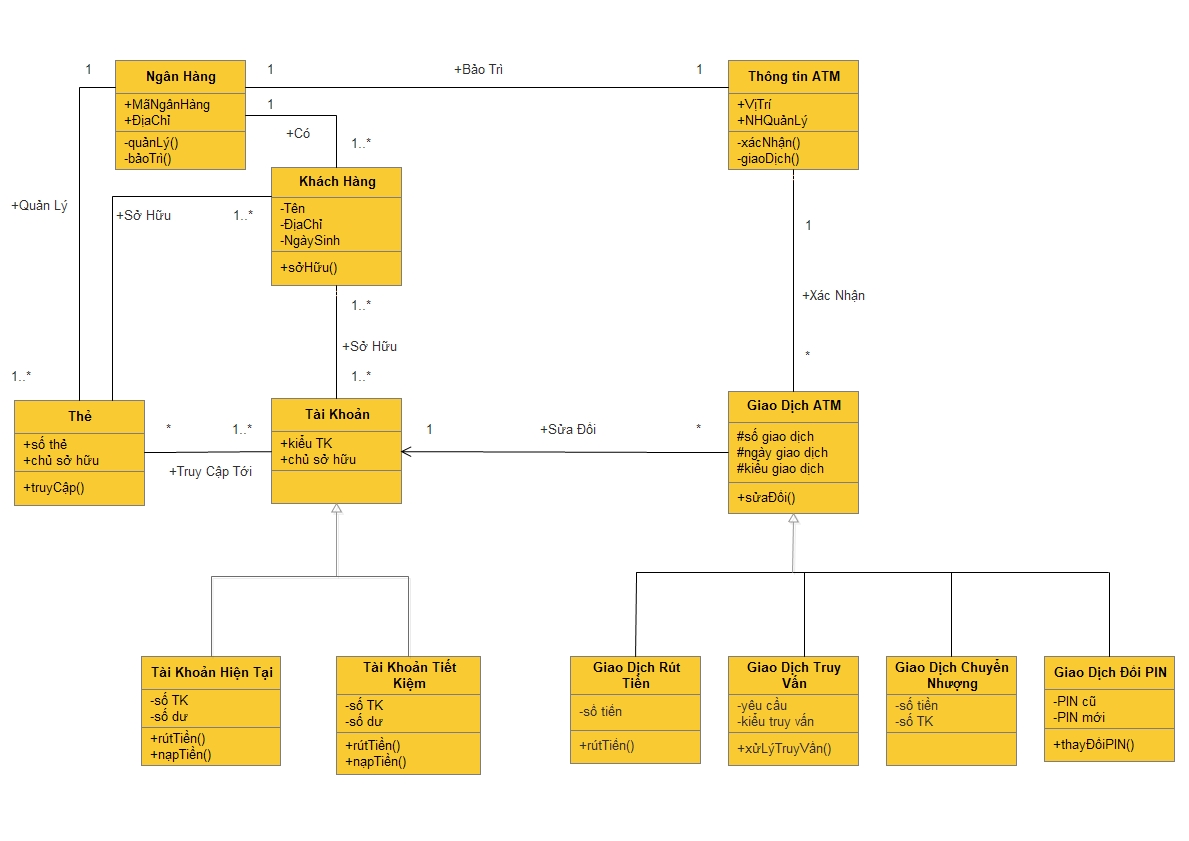 1
Ngân Hàng
+MãNgânHàng
+ĐịaChỉ
-quảnLý()
-bảoTrì()
1
+Bảo Trì
1
Thông tin ATM
+VịTrí
+NHQuảnLý
-xácNhận()
-giaoDịch()
1
+Có
1..*
Khách Hàng
-Tên
-ĐịaChỉ
-NgàySinh
+sởHữu()
+Quản Lý
+Sở Hữu
1..*
1
+Xác Nhận
*
1..*
+Sở Hữu
1..*
1..*
Thẻ
+số thẻ
+chủ sở hữu
+truyCập()
*
1..*
+Truy Cập Tới
Tài Khoản
+kiểu TK
+chủ sở hữu
1
+Sửa Đổi
*
Giao Dịch ATM
#số giao dịch
#ngày giao dịch
#kiểu giao dịch
+sửaĐổi()
Tài Khoản Hiện Tại
-số TK
-số dư
+rútTiền()
+nạpTiền()
Tài Khoản Tiết
Kiệm
-số TK
-số dư
+rútTiền()
+nạpTiền()
Giao Dịch Rút
Tiền
-số tiền
+rútTiền()
Giao Dịch Truy
Vấn
-yêu cầu
-kiểu truy vấn
+xửLýTruyVấn()
Giao Dịch Chuyển
Nhượng
-số tiền
-số TK
Giao Dịch Đổi PIN
-PIN cũ
-PIN mới
+thayĐổiPIN()